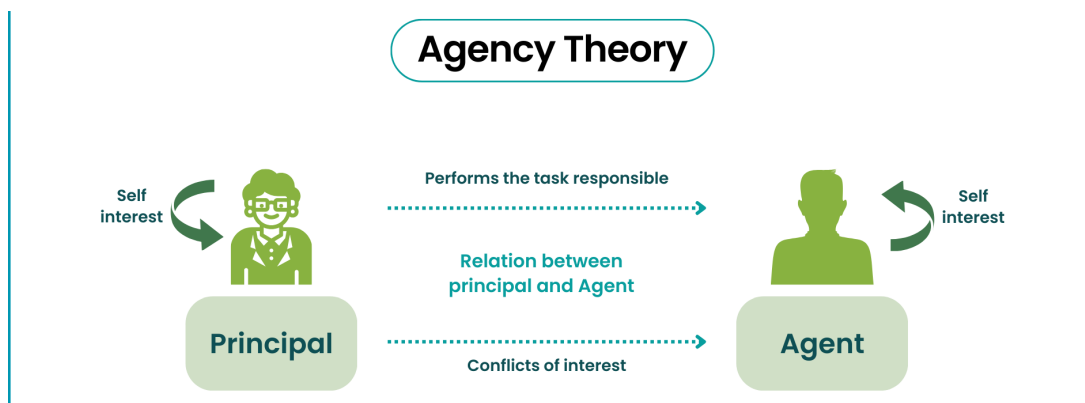 Agency Theory
Self
interest
Performs the task responsible
Self
interest
Relation between
principal and Agent
Principal
Agent
Conflicts of interest